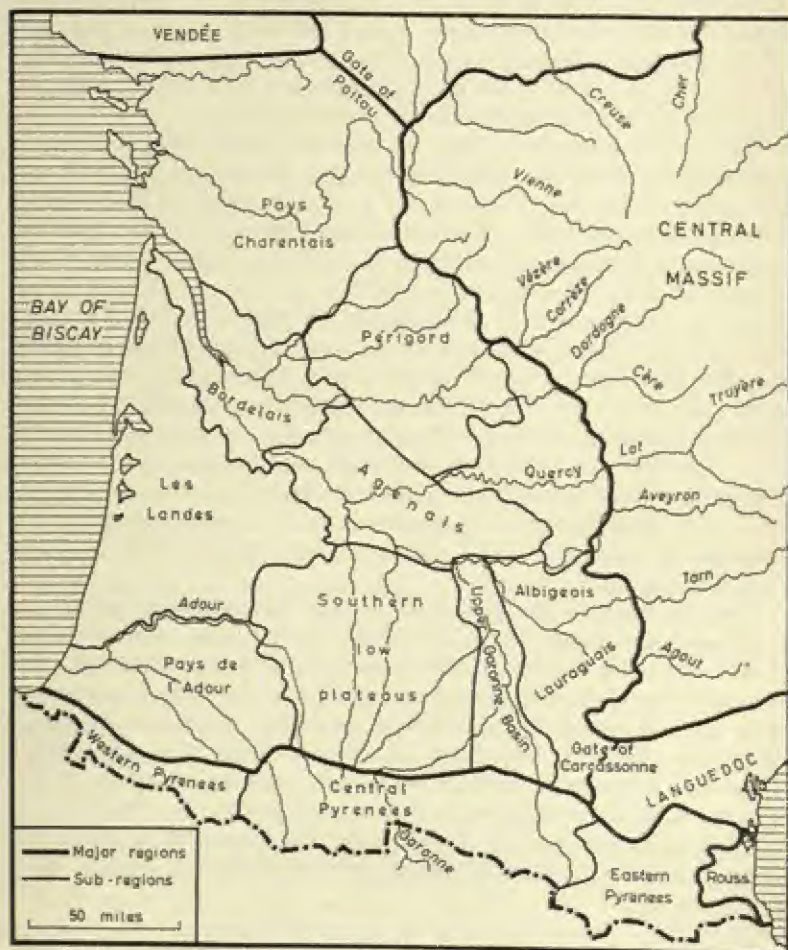 VENDÉE
Gate of
Poitou
Creuse
Cher
Vienne
Pays
Charentais
CENTRAL
MASSIF
Vézère
Corrèze
Dordogne
BAY OF
BISCAY
Périgord
Cère
Truyère
Bordelais
Lot
Quercy
Agenais
Aveyron
Les
Landes
Tarn
Albigeois
Adour
Southern
low
plateaus
Upper Garonne Basin
Agout
Lauraguais
Pays de
l'Adour
Gate of
Carcassonne
Western Pyrenees
LANGUEDOC
Central
Pyrenees
Garonne
Major regions
Sub-regions
50 miles
Eastern
Pyrenees
Rouss.